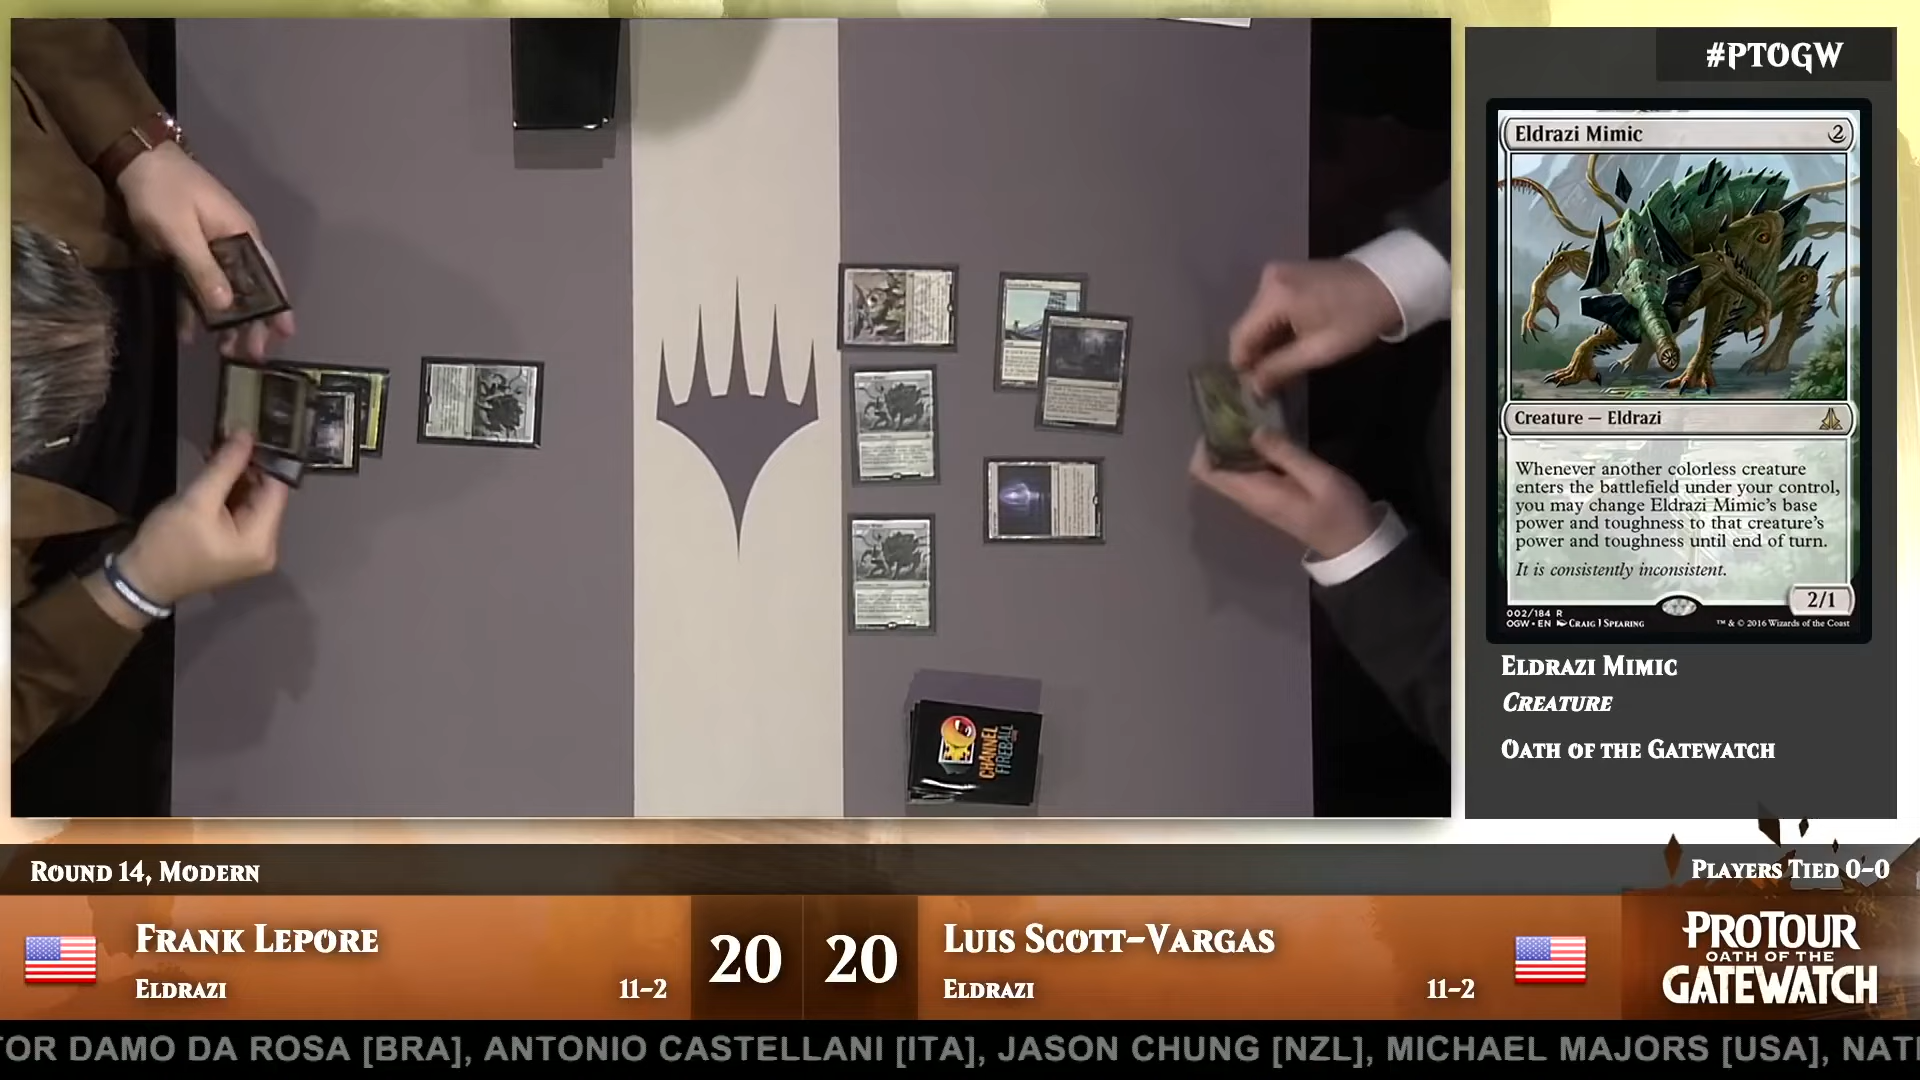 #PTOGW
Eldrazi Mimic 2
Creature — Eldrazi
Whenever another colorless creature
enters the battlefield under your control,
you may change Eldrazi Mimic's base
power and toughness to that creature's
power and toughness until end of turn.
It is consistently inconsistent.
2/1
002/184 R
OGW • EN Craig J Spearing
™ & © 2016 Wizards of the Coast
Eldrazi Mimic
Creature
Oath of the Gatewatch
CHANNEL
FIREBALL
Round 14, Modern
Players Tied 0-0
Frank Lepore
Eldrazi
11-2
20
20
Luis Scott-Vargas
Eldrazi
11-2
PRO TOUR
OATH OF THE
GATEWATCH
TOR DAMO DA ROSA [BRA], ANTONIO CASTELLANI [ITA], JASON CHUNG [NZL], MICHAEL MAJORS [USA], NAT